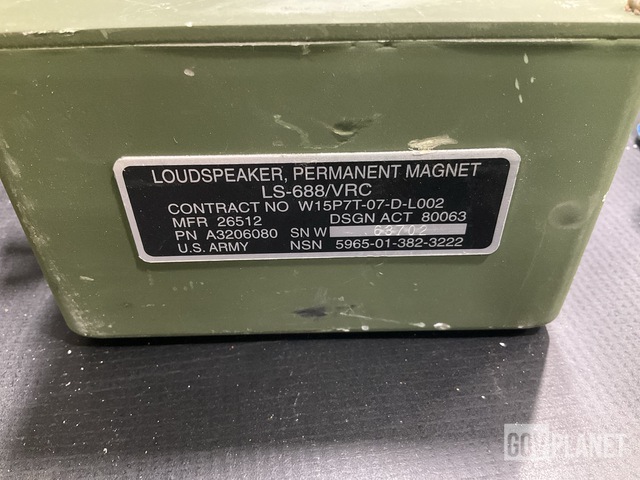 LOUDSPEAKER, PERMANENT MAGNET
LS-688/VRC
CONTRACT NO W15P7T-07-D-L002
MFR 26512 DSGN ACT 80063
PN A3206080 SN W 63702
U.S. ARMY NSN 5965-01-382-3222
GOVPLANET